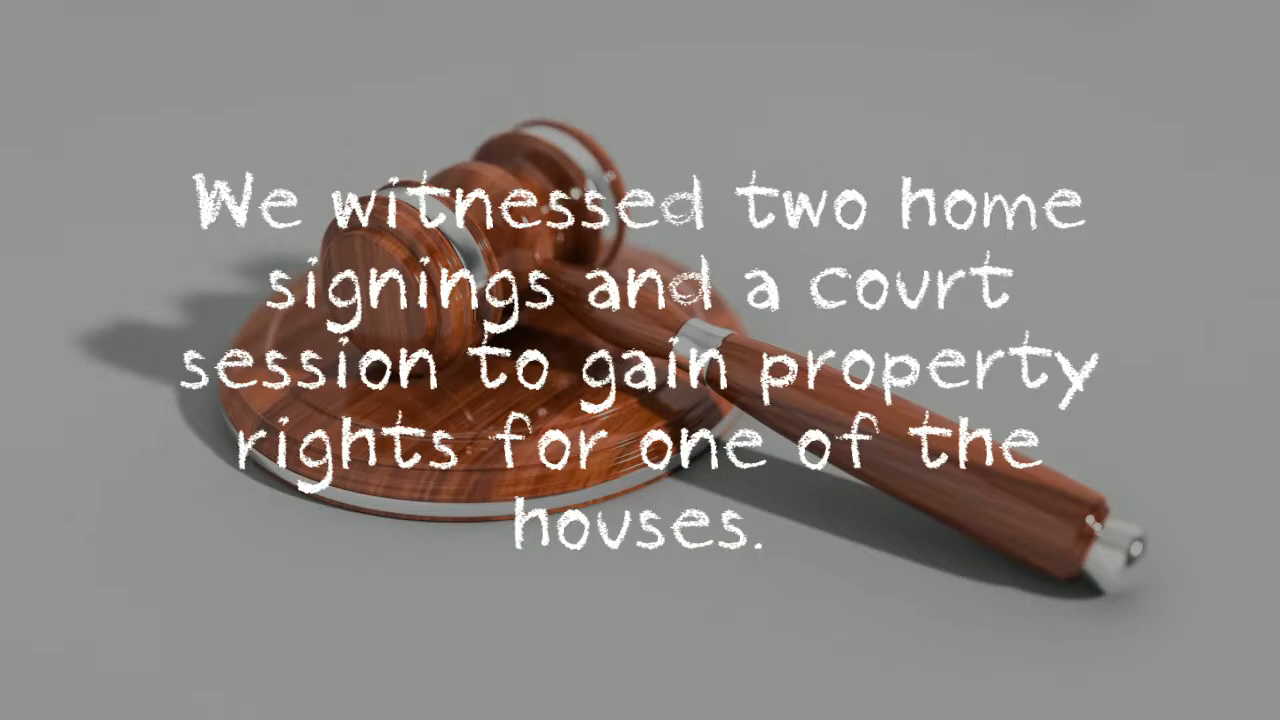 We witnessed two home
signings and a court
session to gain property
rights for one of the
houses.